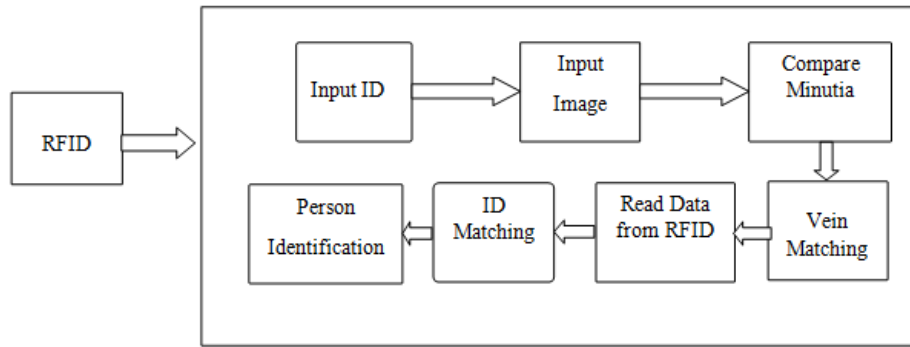 RFID
Input ID
Input
Image
Compare
Minutia
Vein
Matching
Read Data
from RFID
ID
Matching
Person
Identification